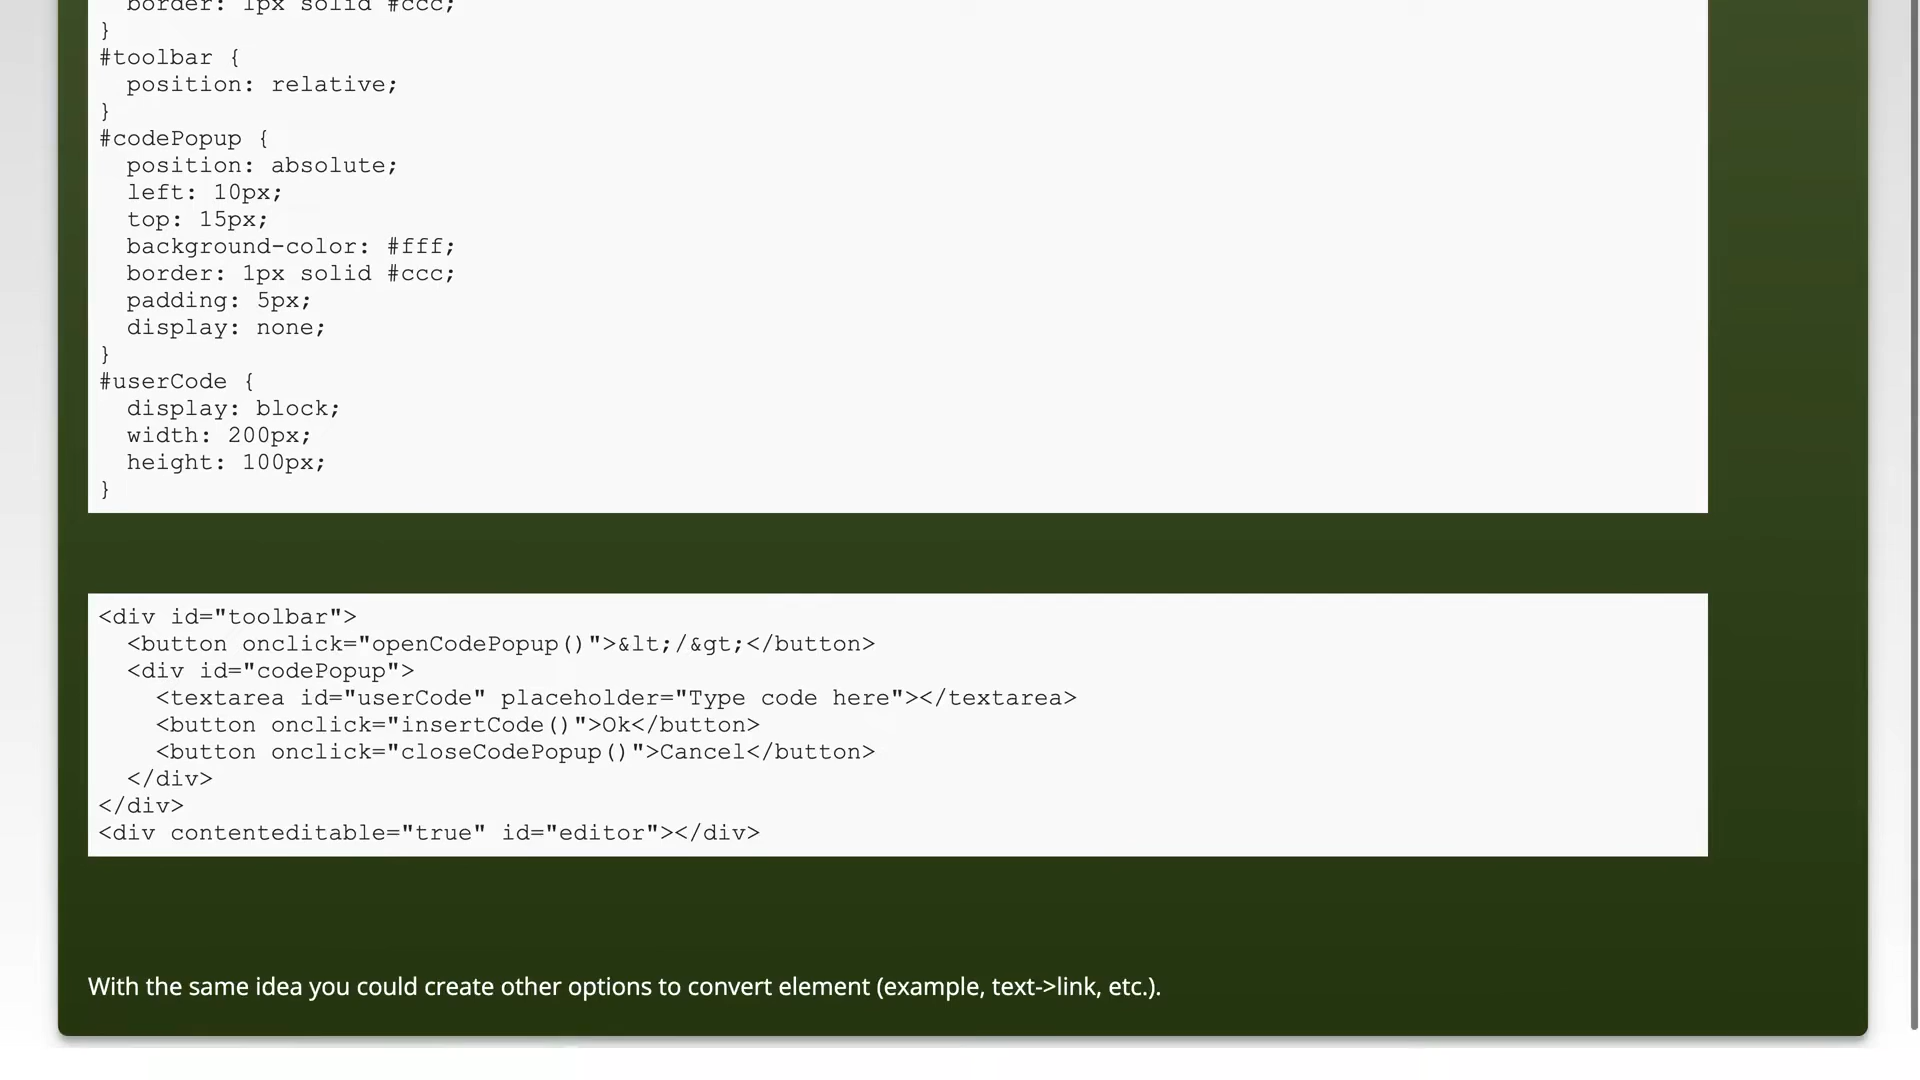 border: 1px solid #ccc;
}
#toolbar {
  position: relative;
}
#codePopup {
  position: absolute;
  left: 10px;
  top: 15px;
  background-color: #fff;
  border: 1px solid #ccc;
  padding: 5px;
  display: none;
}
#userCode {
  display: block;
  width: 200px;
  height: 100px;
}
<div id="toolbar">
  <button onclick="openCodePopup()">&lt;/&gt;</button>
  <div id="codePopup">
    <textarea id="userCode" placeholder="Type code here"></textarea>
    <button onclick="insertCode()">Ok</button>
    <button onclick="closeCodePopup()">Cancel</button>
  </div>
</div>
<div contenteditable="true" id="editor"></div>
With the same idea you could create other options to convert element (example, text->link, etc.).